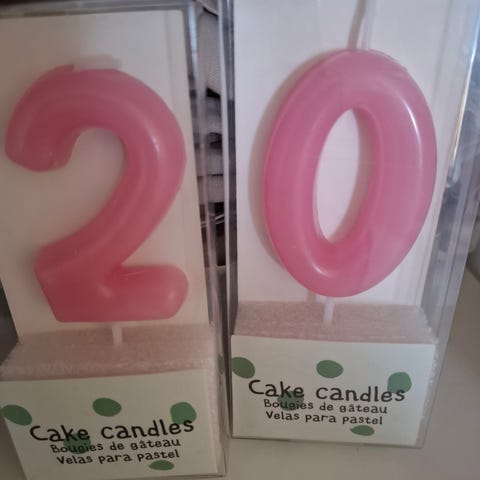 2
0
Cake candles
Bougies de gâteau
Velas para pastel
Cake candles
Bougies de gâteau
Velas para pastel